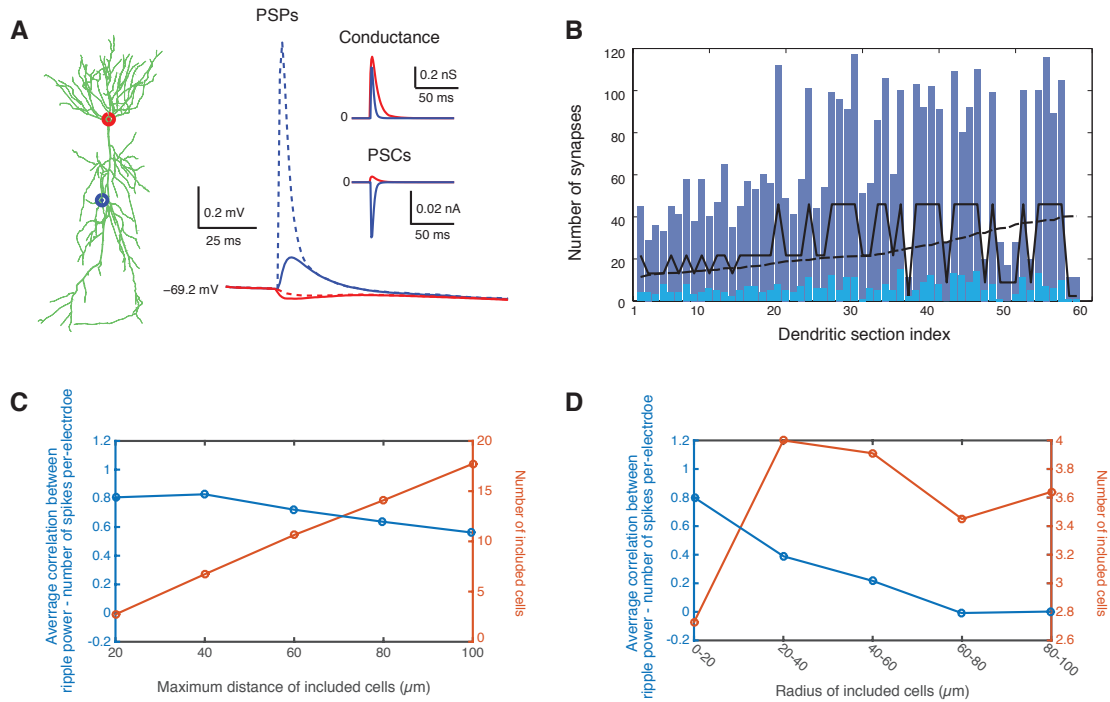 A
PSPs
Conductance
0.2 nS
50 ms
0
PSCs
0
0.02 nA
50 ms
0.2 mV
25 ms
−69.2 mV
B
Number of synapses
120
100
80
60
40
20
0
1
10
20
30
40
50
60
Dendritic section index
C
Averrage correlation between
ripple power - number of spikes per-electrdoe
1.2
1
0.8
0.6
0.4
0.2
0
-0.2
20
40
60
80
100
Maximum distance of included cells (µm)
20
15
10
5
0
Number of included cells
D
Averrage correlation between
ripple power - number of spikes per-electrdoe
1.2
1
0.8
0.6
0.4
0.2
0
-0.2
0-20
20-40
40-60
60-80
80-100
Radius of included cells (µm)
4
3.8
3.6
3.4
3.2
3
2.8
2.6
Number of included cells